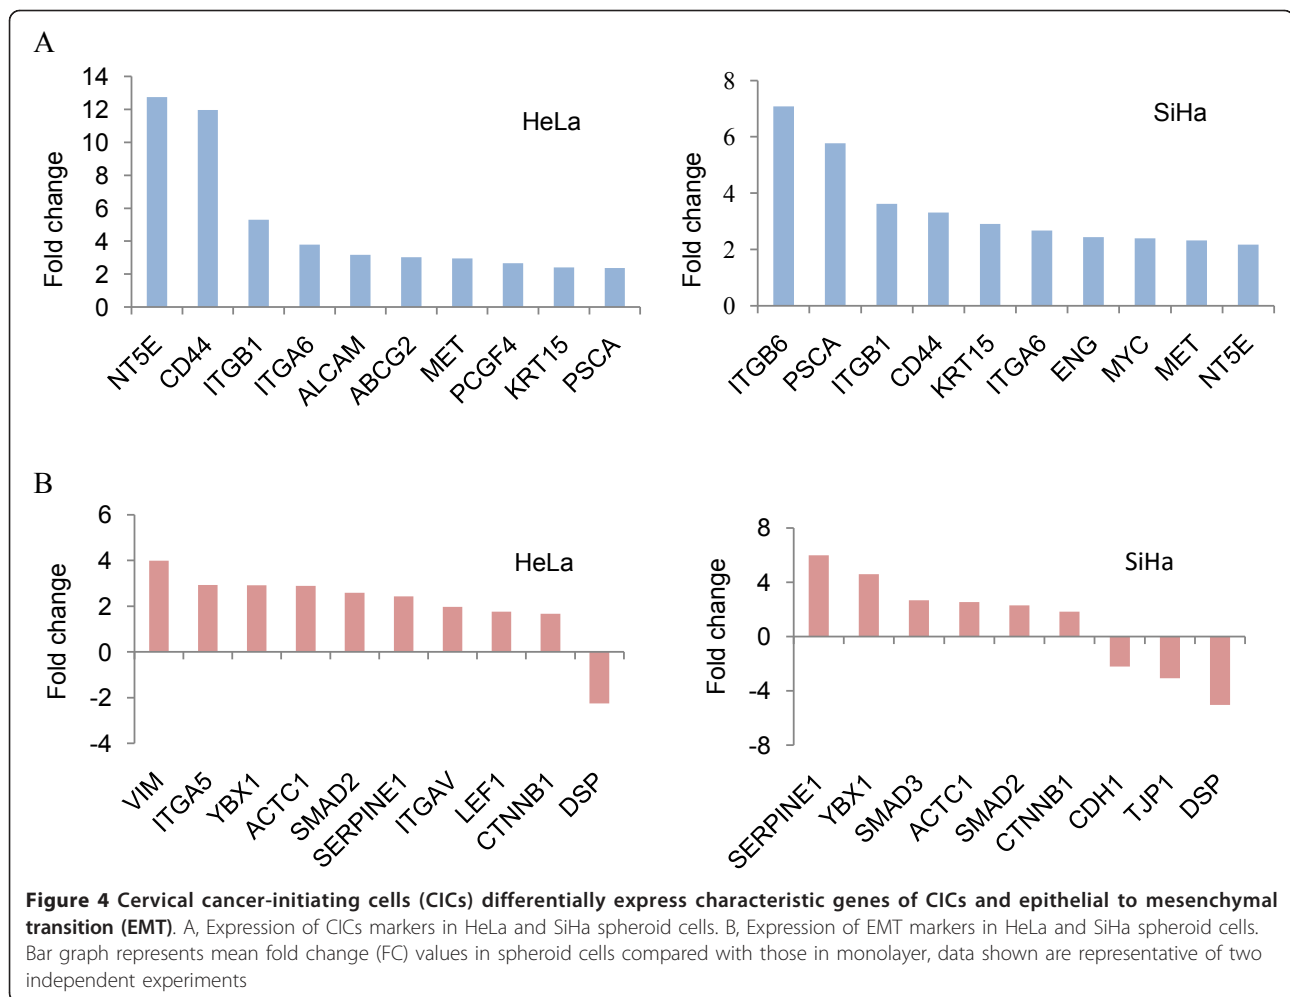 A
14
12
10
8
6
4
2
0
Fold change
HeLa
NT5E
CD44
ITGB1
ITGA6
ALCAM
ABCG2
MET
PCGF4
KRT15
PSCA
8
6
4
2
0
Fold change
SiHa
ITGB6
PSCA
ITGB1
CD44
KRT15
ITGA6
ENG
MYC
MET
NT5E
B
6
4
2
0
-2
-4
Fold change
HeLa
VIM
ITGA5
YBX1
ACTC1
SMAD2
SERPINE1
ITGAV
LEF1
CTNNB1
DSP
8
4
0
-4
-8
Fold change
SiHa
SERPINE1
YBX1
SMAD3
ACTC1
SMAD2
CTNNB1
CDH1
TJP1
DSP
Figure 4 Cervical cancer-initiating cells (CICs) differentially express characteristic genes of CICs and epithelial to mesenchymal
transition (EMT). A, Expression of CICs markers in HeLa and SiHa spheroid cells. B, Expression of EMT markers in HeLa and SiHa spheroid cells.
Bar graph represents mean fold change (FC) values in spheroid cells compared with those in monolayer, data shown are representative of two
independent experiments